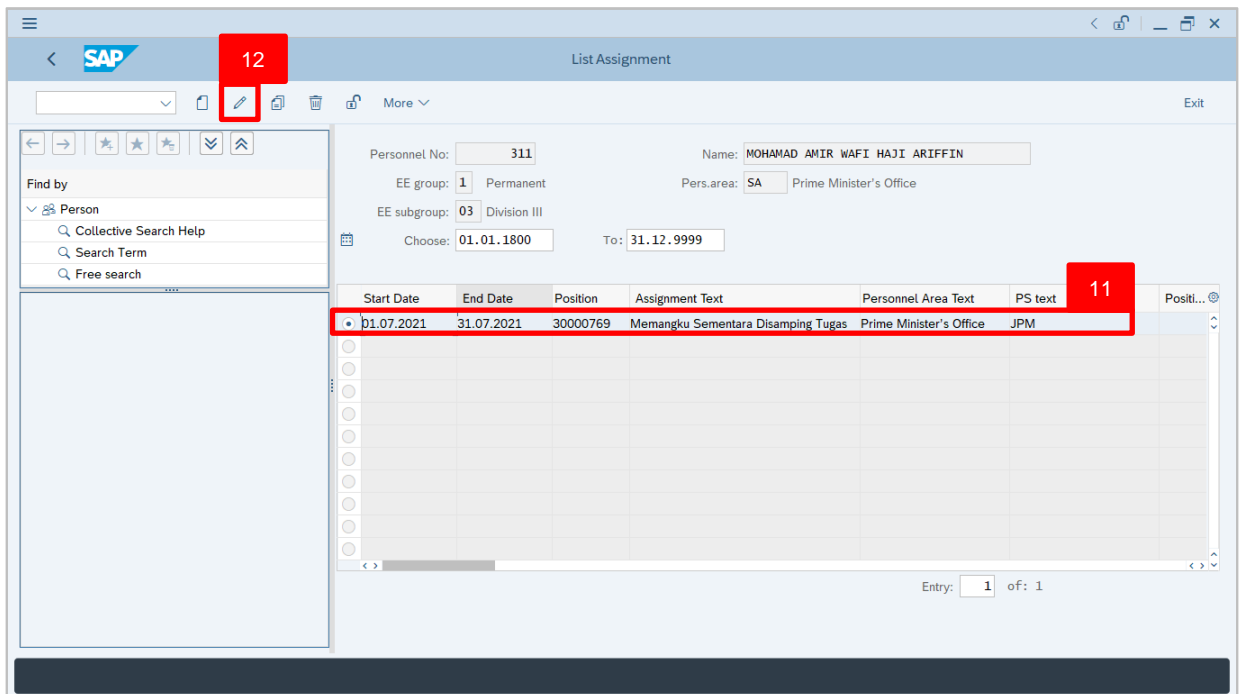 SAP
12
List Assignment
More
Exit
Personnel No: 311 Name: MOHAMAD AMIR WAFI HAJI ARIFFIN
Find by
EE group: 1 Permanent Pers.area: SA Prime Minister's Office
Person
EE subgroup: 03 Division III
Collective Search Help
Choose: 01.01.1800 To: 31.12.9999
Search Term
Free search
11
Start Date End Date Position Assignment Text Personnel Area Text PS text Positi...
01.07.2021 31.07.2021 30000769 Memangku Sementara Disamping Tugas Prime Minister's Office JPM
Entry: 1 of: 1